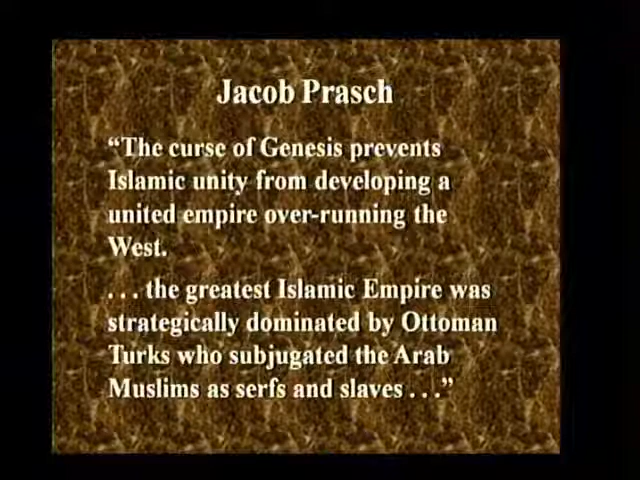 Jacob Prasch
“The curse of Genesis prevents
Islamic unity from developing a
united empire over-running the
West.
. . . the greatest Islamic Empire was
strategically dominated by Ottoman
Turks who subjugated the Arab
Muslims as serfs and slaves . . .”